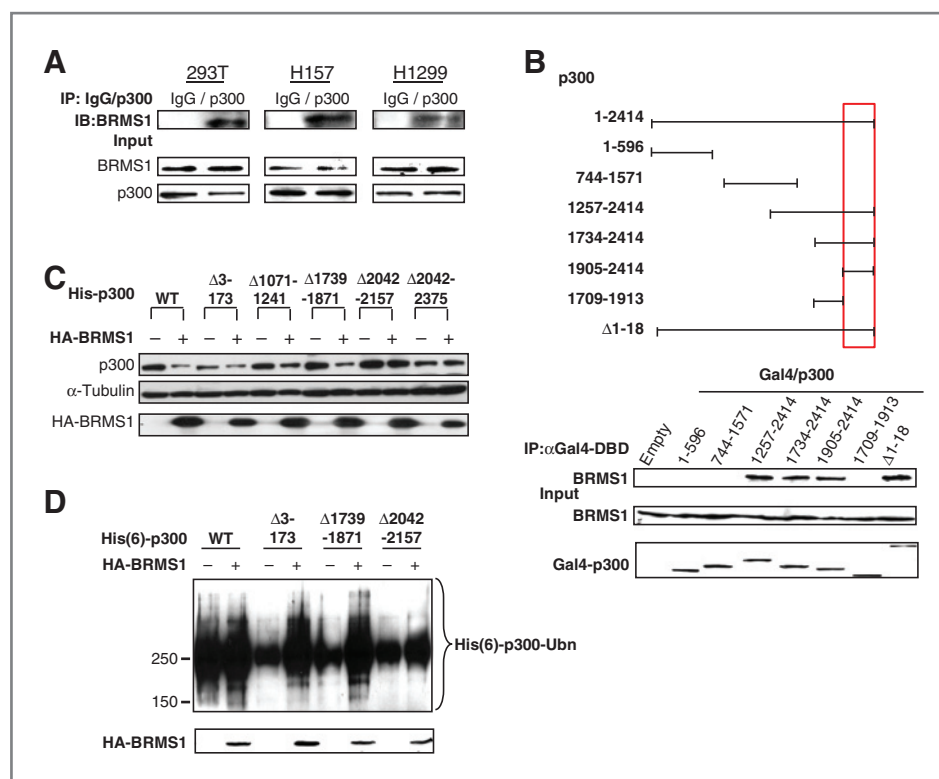 A
293T H157 H1299
IP: IgG/p300 IgG / p300 IgG / p300 IgG / p300
IB:BRMS1
Input
BRMS1
p300
B
p300
1-2414
1-596
744-1571
1257-2414
1734-2414
1905-2414
1709-1913
Δ1-18
Gal4/p300
IP:αGal4-DBD Empty 1-596 744-1571 1257-2414 1734-2414 1905-2414 1709-1913 Δ1-18
BRMS1
Input
BRMS1
Gal4-p300
C
Δ3- Δ1071- Δ1739 Δ2042 Δ2042-
His-p300 WT 173 1241 -1871 -2157 2375
HA-BRMS1 – + – + – + – + – + – +
p300
α-Tubulin
HA-BRMS1
D
Δ3- Δ1739 Δ2042
His(6)-p300 WT 173 -1871 -2157
HA-BRMS1 – + – + – + – +
His(6)-p300-Ubn
250
150
HA-BRMS1